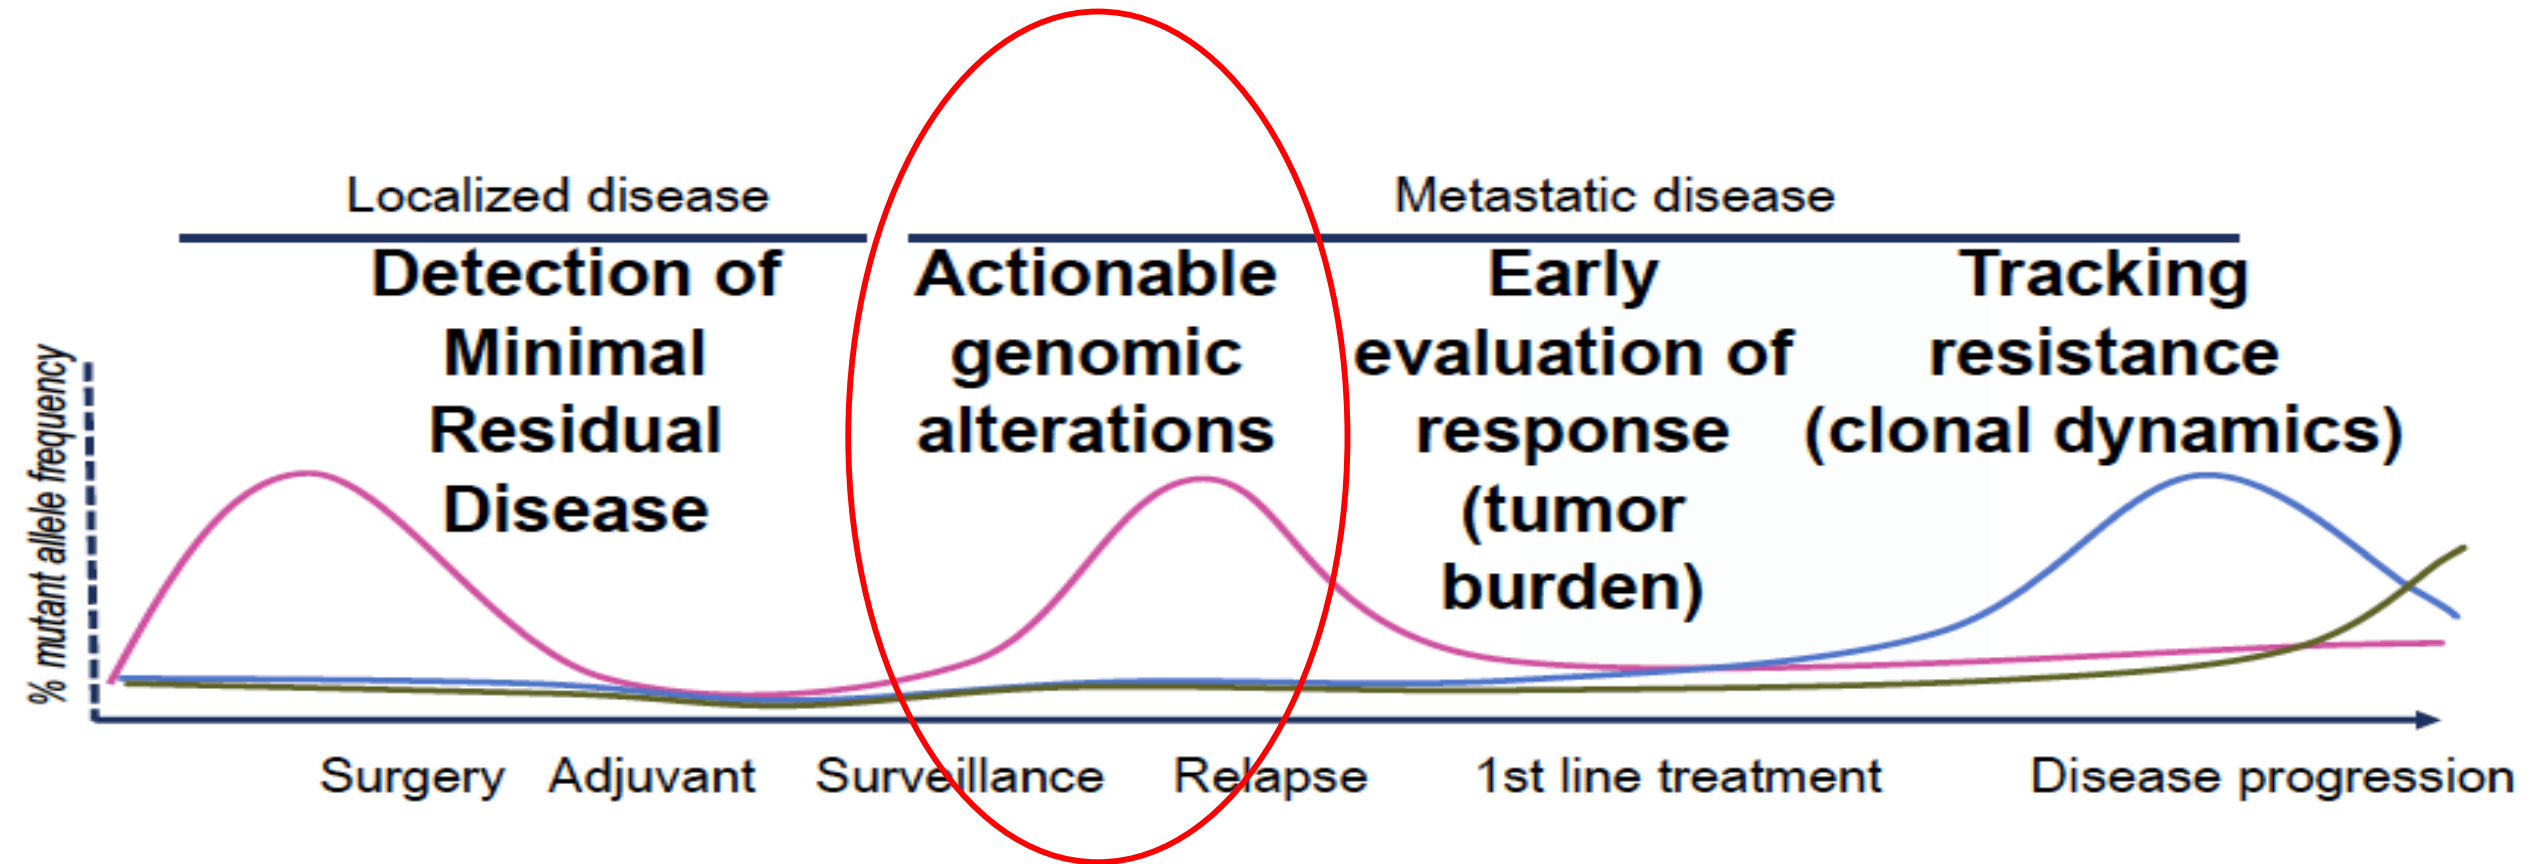 Localized disease
Metastatic disease
Detection of
Minimal
Residual
Disease
Actionable
genomic
alterations
Early
evaluation of
response
(tumor
burden)
Tracking
resistance
(clonal dynamics)
% mutant allele frequency
Surgery
Adjuvant
Surveillance
Relapse
1st line treatment
Disease progression